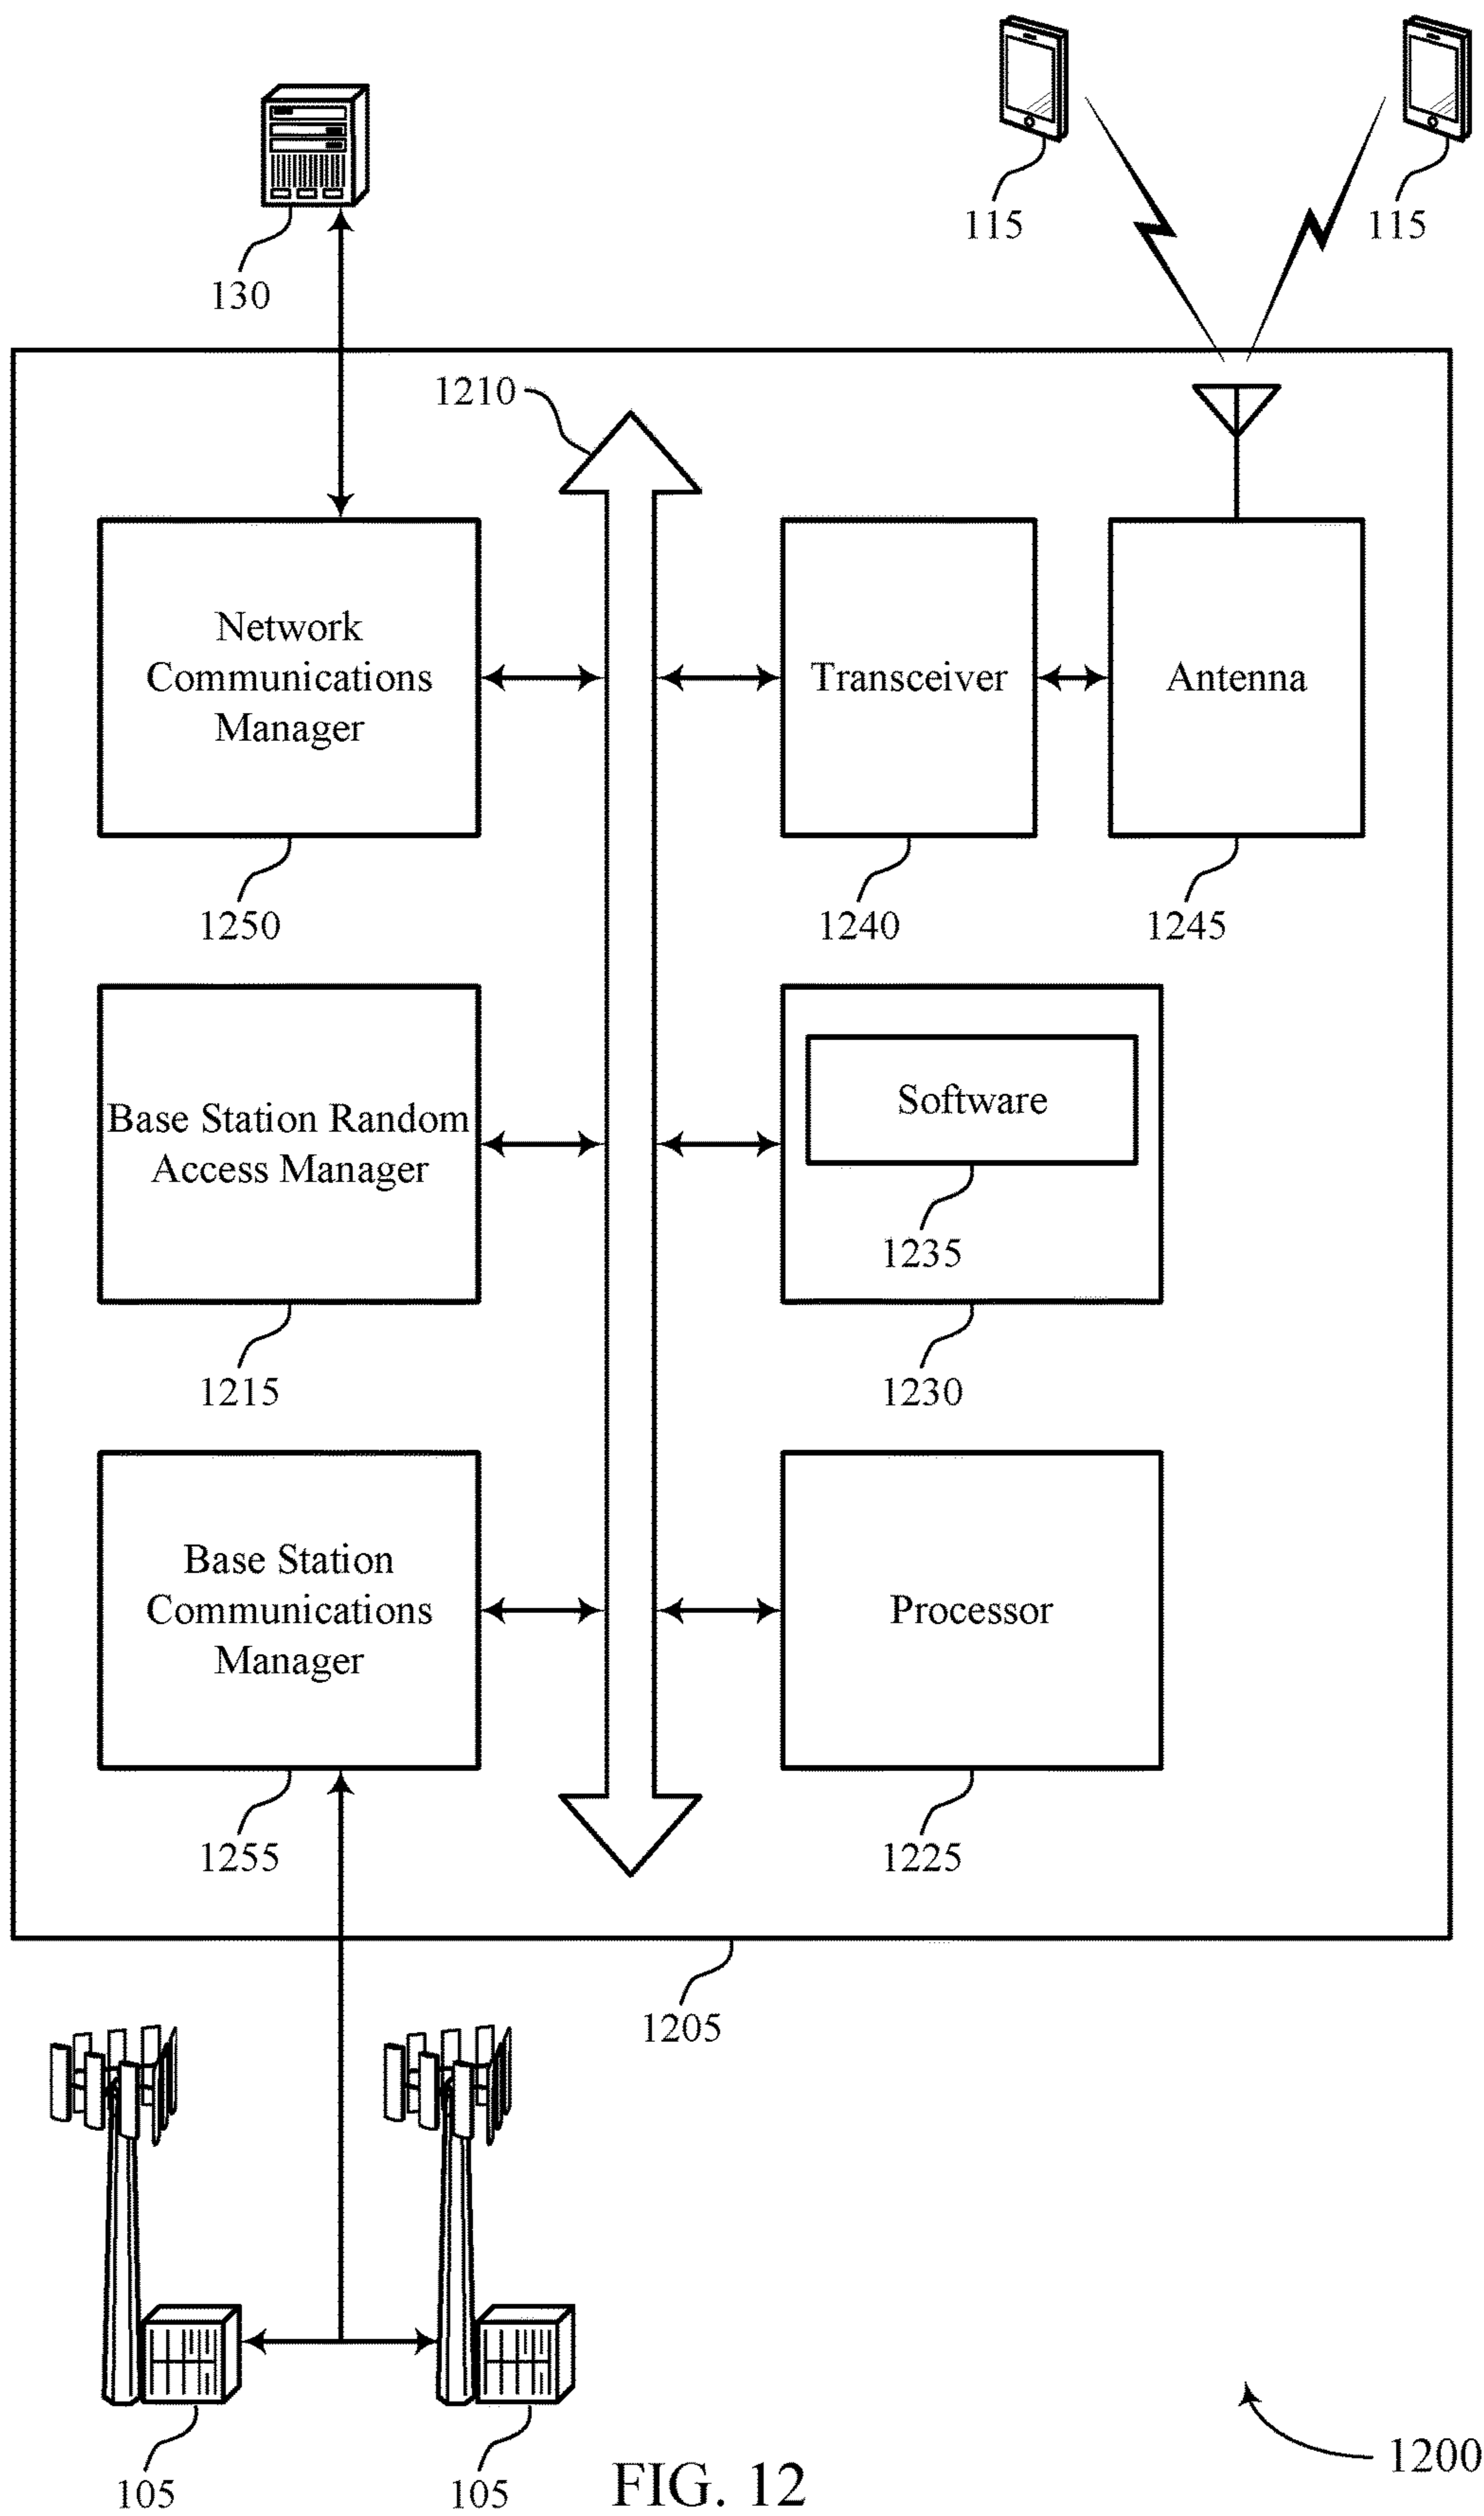 115
115
130
1210
Network
Communications
Manager
Transceiver
Antenna
1250
1240
1245
Base Station Random
Access Manager
Software
1235
1215
1230
Base Station
Communications
Manager
Processor
1255
1225
1205
105
105
FIG. 12
1200